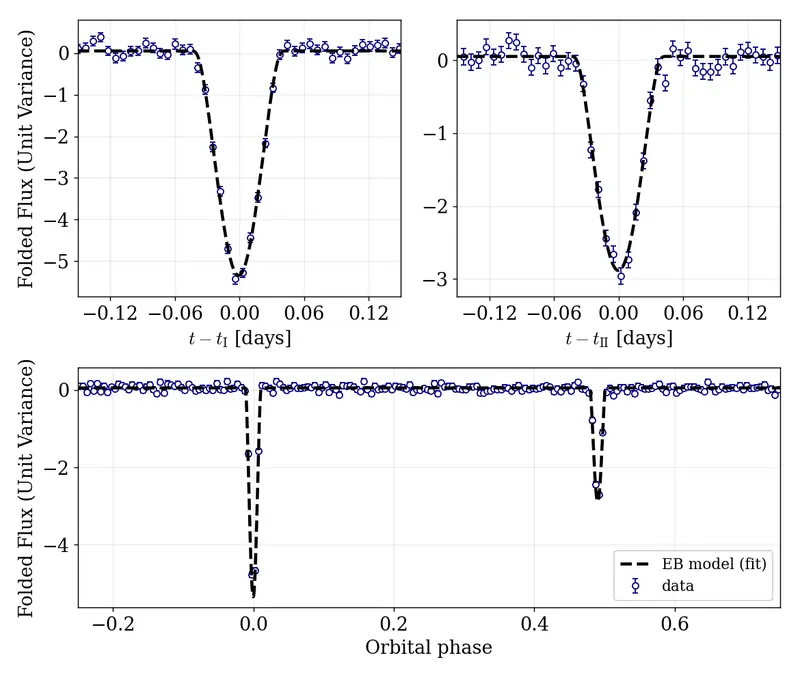 Folded Flux (Unit Variance)
0
−1
−2
−3
−4
−5
−0.12 −0.06 0.00 0.06 0.12
t − tI [days]
0
−1
−2
−3
−0.12 −0.06 0.00 0.06 0.12
t − tII [days]
Folded Flux (Unit Variance)
0
−2
−4
−0.2 0.0 0.2 0.4 0.6
Orbital phase
EB model (fit)
data